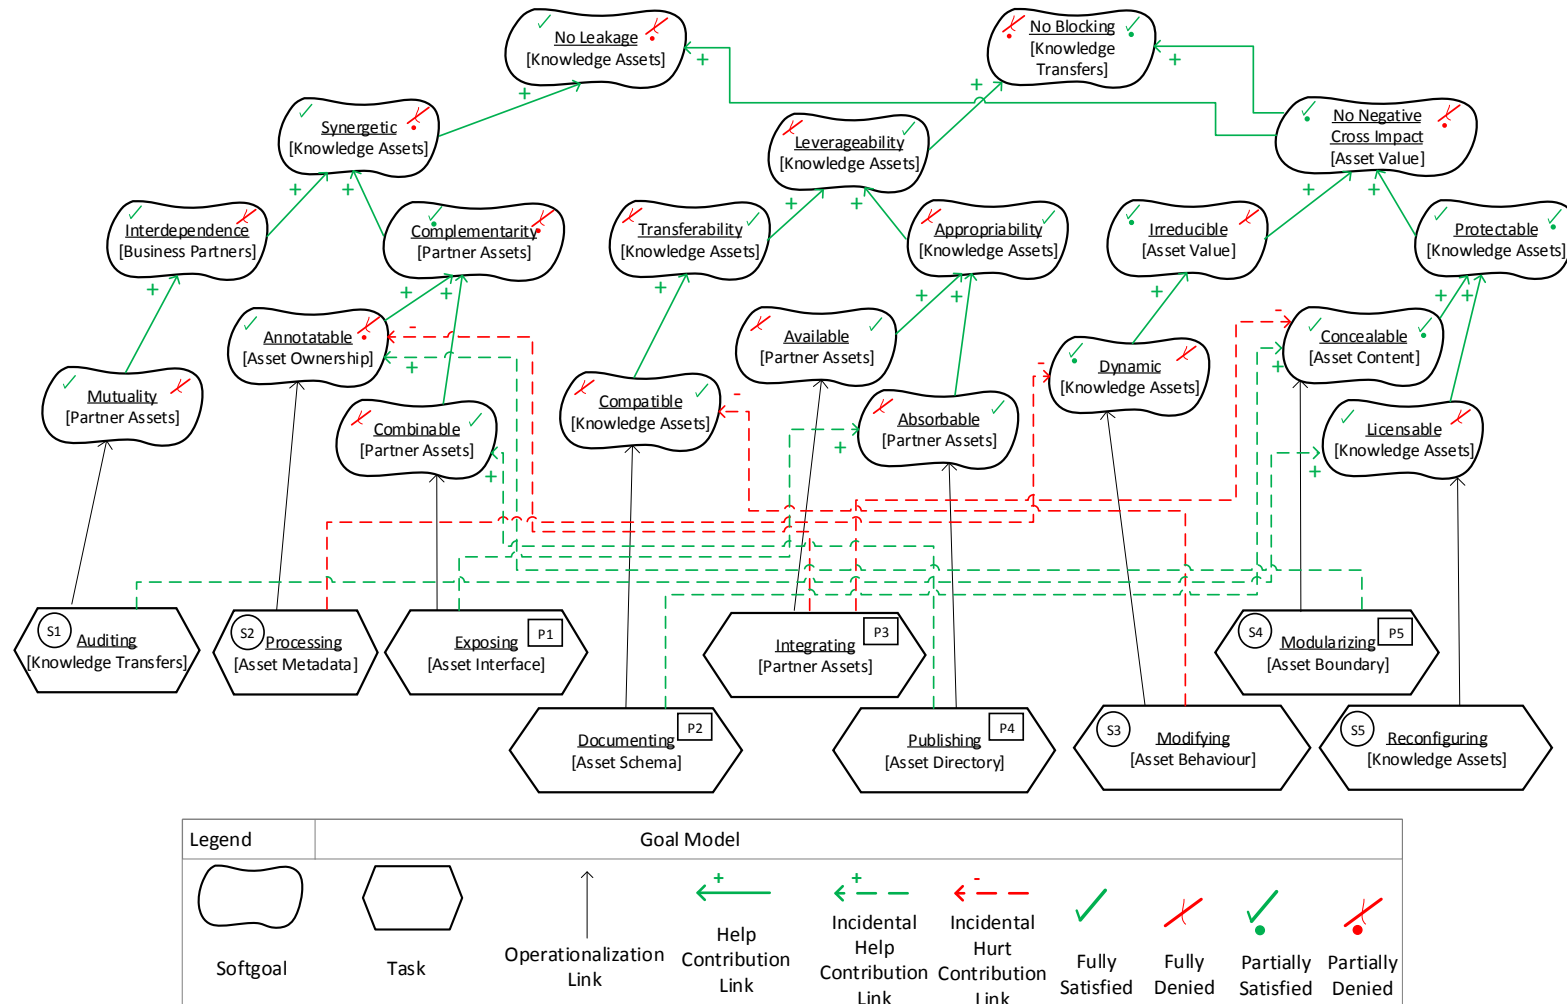 No Leakage
[Knowledge Assets]
+
No Blocking
[Knowledge
Transfers]
+
+
+
Synergetic
[Knowledge Assets]
Leverageability
[Knowledge Assets]
No Negative
Cross Impact
[Asset Value]
+
+
+
+
+
+
Interdependence
[Business Partners]
Complementarity
[Partner Assets]
Transferability
[Knowledge Assets]
Appropriability
[Knowledge Assets]
Irreducible
[Asset Value]
Protectable
[Knowledge Assets]
+
+
+
+
+
+
+
+
+
Annotatable
[Asset Ownership]
-
+
Available
[Partner Assets]
Dynamic
[Knowledge Assets]
-
Concealable
[Asset Content]
-
+
Mutuality
[Partner Assets]
Combinable
[Partner Assets]
+
Compatible
[Knowledge Assets]
-
Absorbable
[Partner Assets]
+
Licensable
[Knowledge Assets]
+
S1
Auditing
[Knowledge Transfers]
S2
Processing
[Asset Metadata]
P1
Exposing
[Asset Interface]
P3
Integrating
[Partner Assets]
S4
P5
Modularizing
[Asset Boundary]
P2
Documenting
[Asset Schema]
P4
Publishing
[Asset Directory]
S3
Modifying
[Asset Behaviour]
S5
Reconfiguring
[Knowledge Assets]
Legend
Goal Model
Softgoal
Task
Operationalization
Link
+
Help
Contribution
Link
+
Incidental
Help
Contribution
Link
-
Incidental
Hurt
Contribution
Link
Fully
Satisfied
Fully
Denied
Partially
Satisfied
Partially
Denied